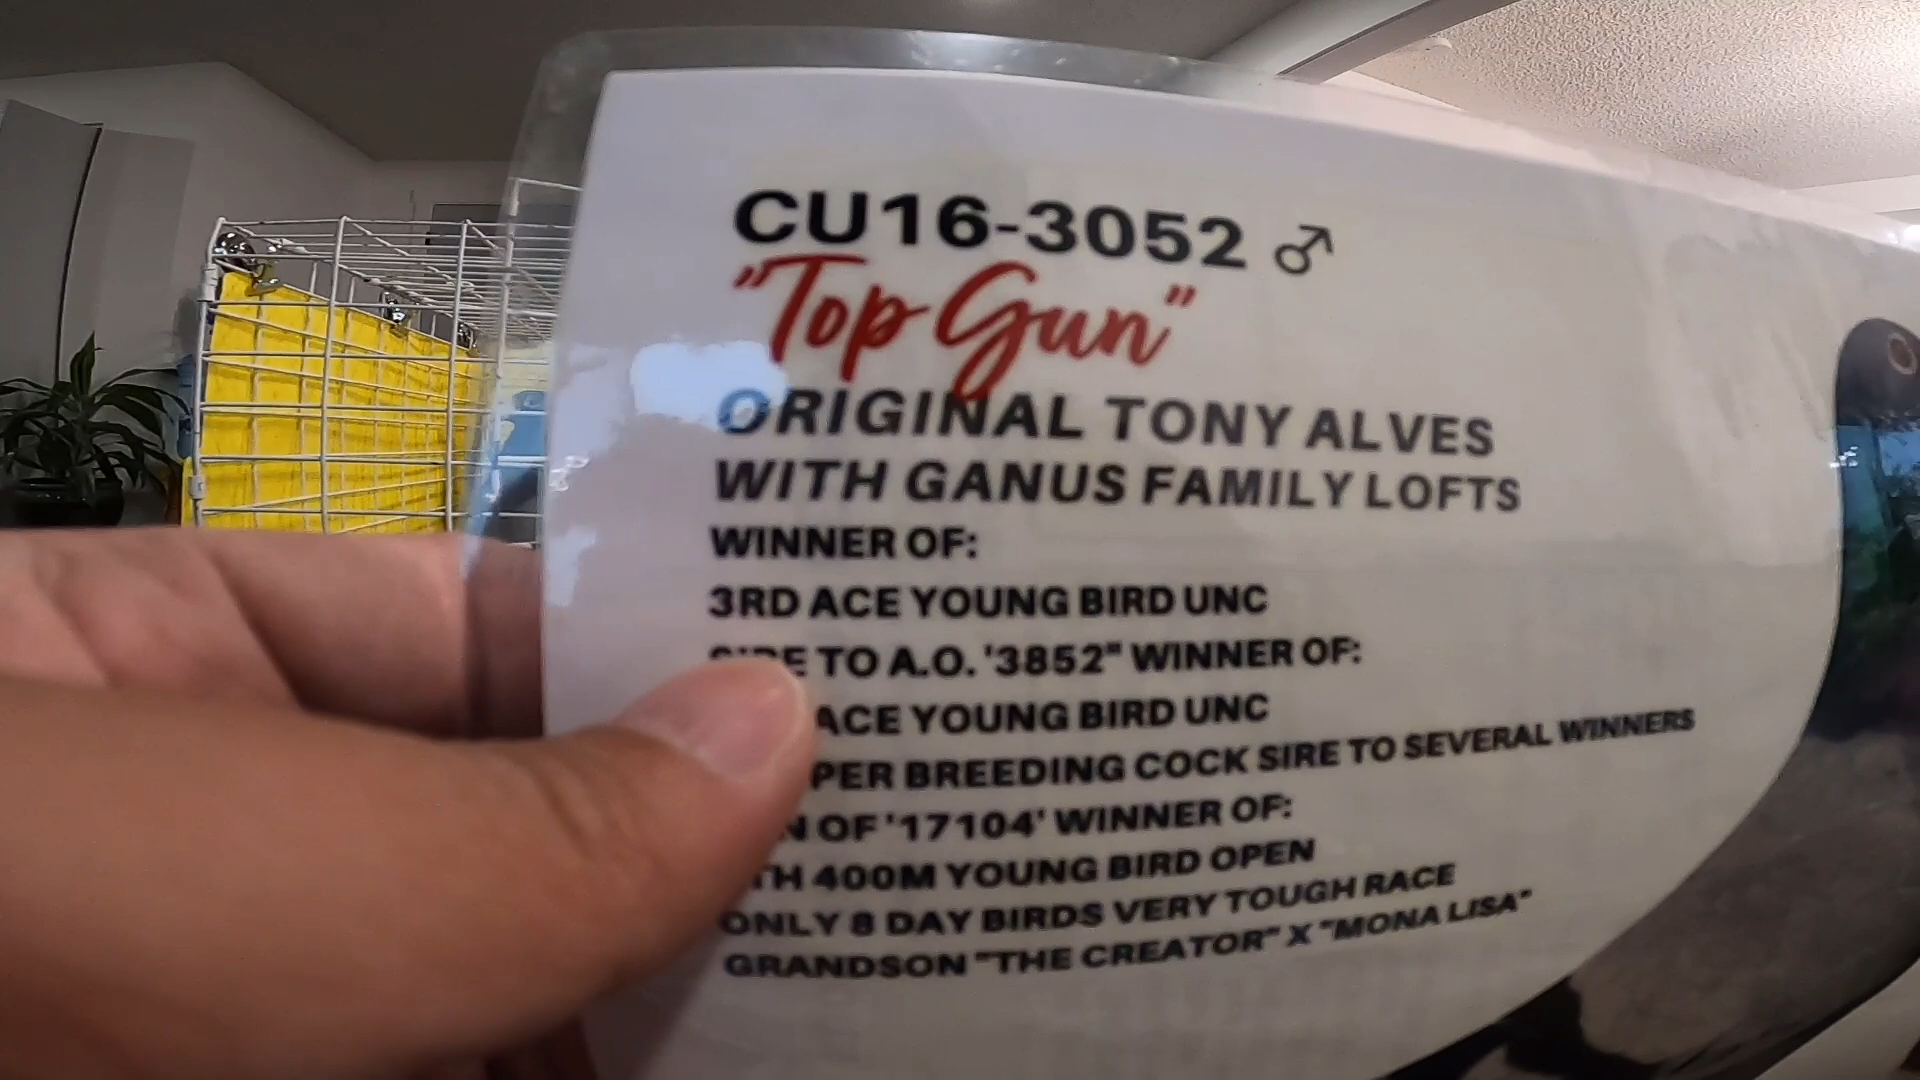 CU16-3052 ♂
"Top Gun"
ORIGINAL TONY ALVES
WITH GANUS FAMILY LOFTS
WINNER OF:
3RD ACE YOUNG BIRD UNC
TO A.O. '3852" WINNER OF:
ACE YOUNG BIRD UNC
BREEDING COCK SIRE TO SEVERAL WINNERS
OF '17104' WINNER OF:
400M YOUNG BIRD OPEN
ONLY 8 DAY BIRDS VERY TOUGH RACE
GRANDSON "THE CREATOR" X "MONA LISA"